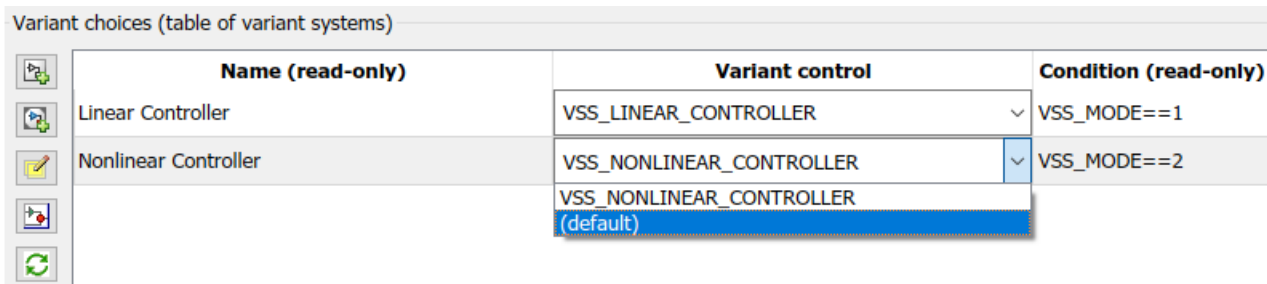 Variant choices (table of variant systems)
Name (read-only) Variant control Condition (read-only)
Linear Controller VSS_LINEAR_CONTROLLER VSS_MODE==1
Nonlinear Controller VSS_NONLINEAR_CONTROLLER VSS_MODE==2
VSS_NONLINEAR_CONTROLLER
(default)